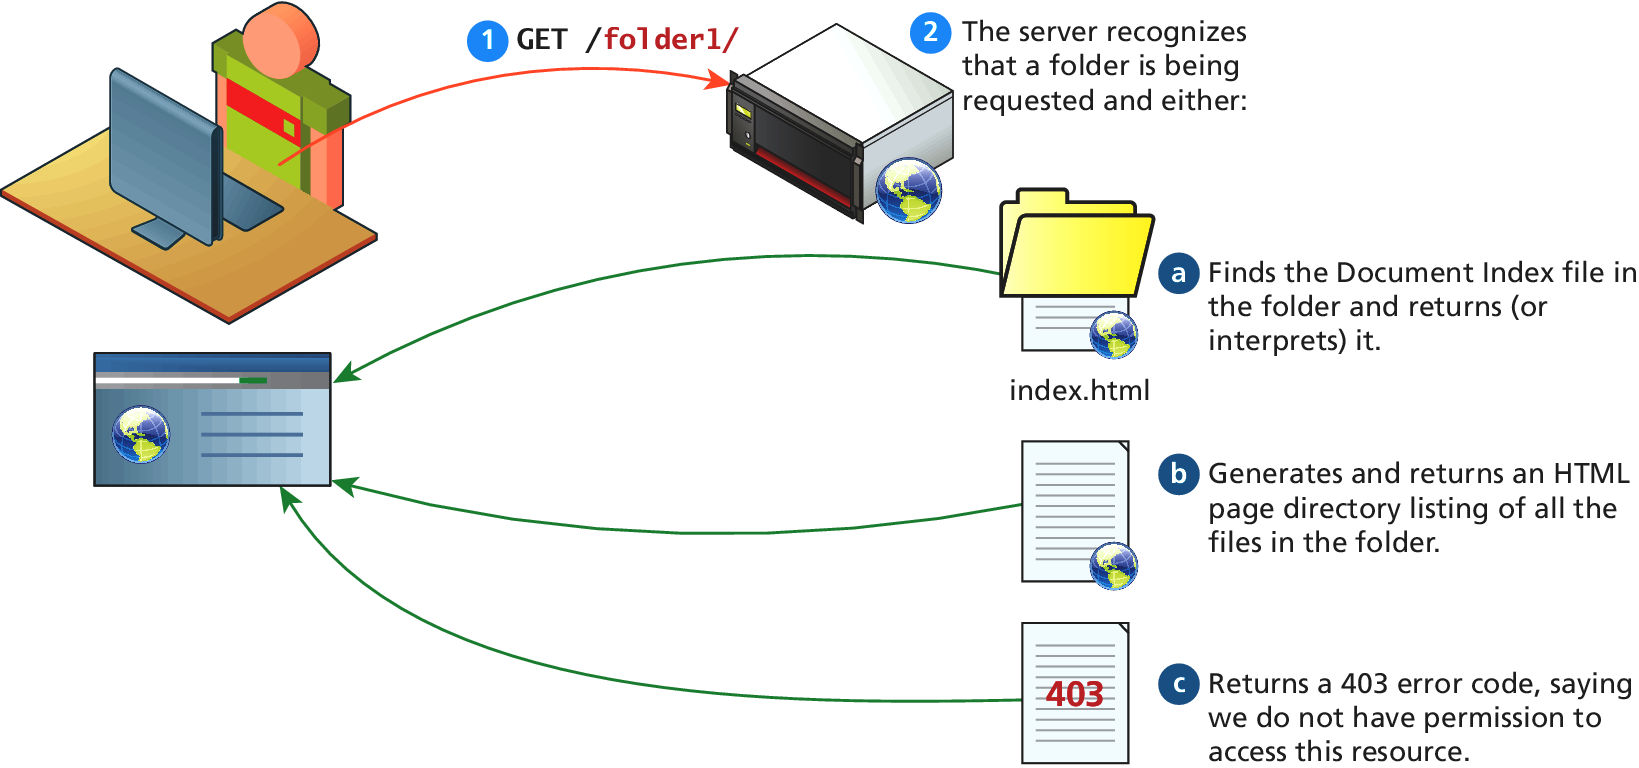 1 GET /folder1/
2 The server recognizes
that a folder is being
requested and either:
a Finds the Document Index file in
the folder and returns (or
interprets) it.
index.html
b Generates and returns an HTML
page directory listing of all the
files in the folder.
403
c Returns a 403 error code, saying
we do not have permission to
access this resource.